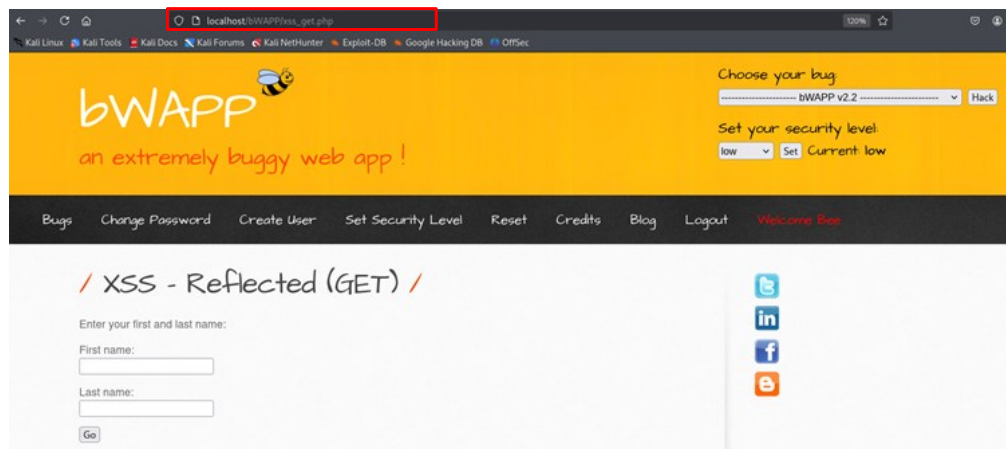 localhost/bWAPP/xss_get.php
120%
Kali Linux Kali Tools Kali Docs Kali Forums Kali NetHunter Exploit-DB Google Hacking DB OffSec
bWAPP
an extremely buggy web app !
Choose your bug:
---------------------- bWAPP v2.2 ----------------------- Hack
Set your security level:
low Set Current: low
Bugs Change Password Create User Set Security Level Reset Credits Blog Logout Welcome Bee
/ XSS - Reflected (GET) /
Enter your first and last name:
First name:
Last name:
Go
in
f